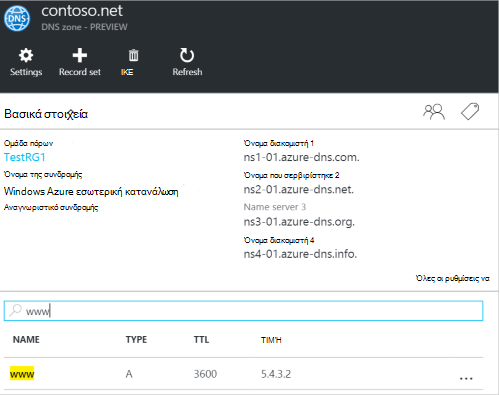 contoso.net
DNS zone - PREVIEW
DNS
Settings
Record set
ΙΚΕ
Refresh
Βασικά στοιχεία
Ομάδα πόρων
TestRG1
Όνομα της συνδρομής
Windows Azure εσωτερική κατανάλωση
Αναγνωριστικό συνδρομής
Όνομα διακομιστή 1
ns1-01.azure-dns.com.
Όνομα που σερβιρίστηκε 2
ns2-01.azure-dns.net.
Name server 3
ns3-01.azure-dns.org.
Όνομα διακομιστή 4
ns4-01.azure-dns.info.
Όλες οι ρυθμίσεις να
www
NAME TYPE TTL ΤΙΜΉ
www A 3600 5.4.3.2 ...